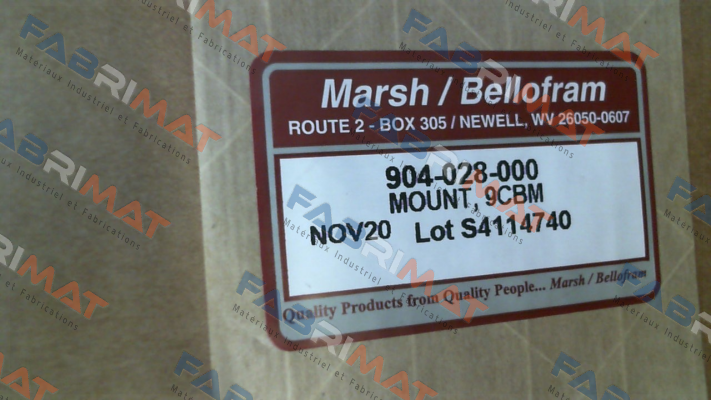 Marsh / Bellofram
ROUTE 2 - BOX 305 / NEWELL, WV 26050-0607
904-028-000
MOUNT, 9CBM
NOV20 Lot S4114740
Quality Products from Quality People... Marsh / Bellofram
FABRIMAT
Matériaux Industriel et Fabrications